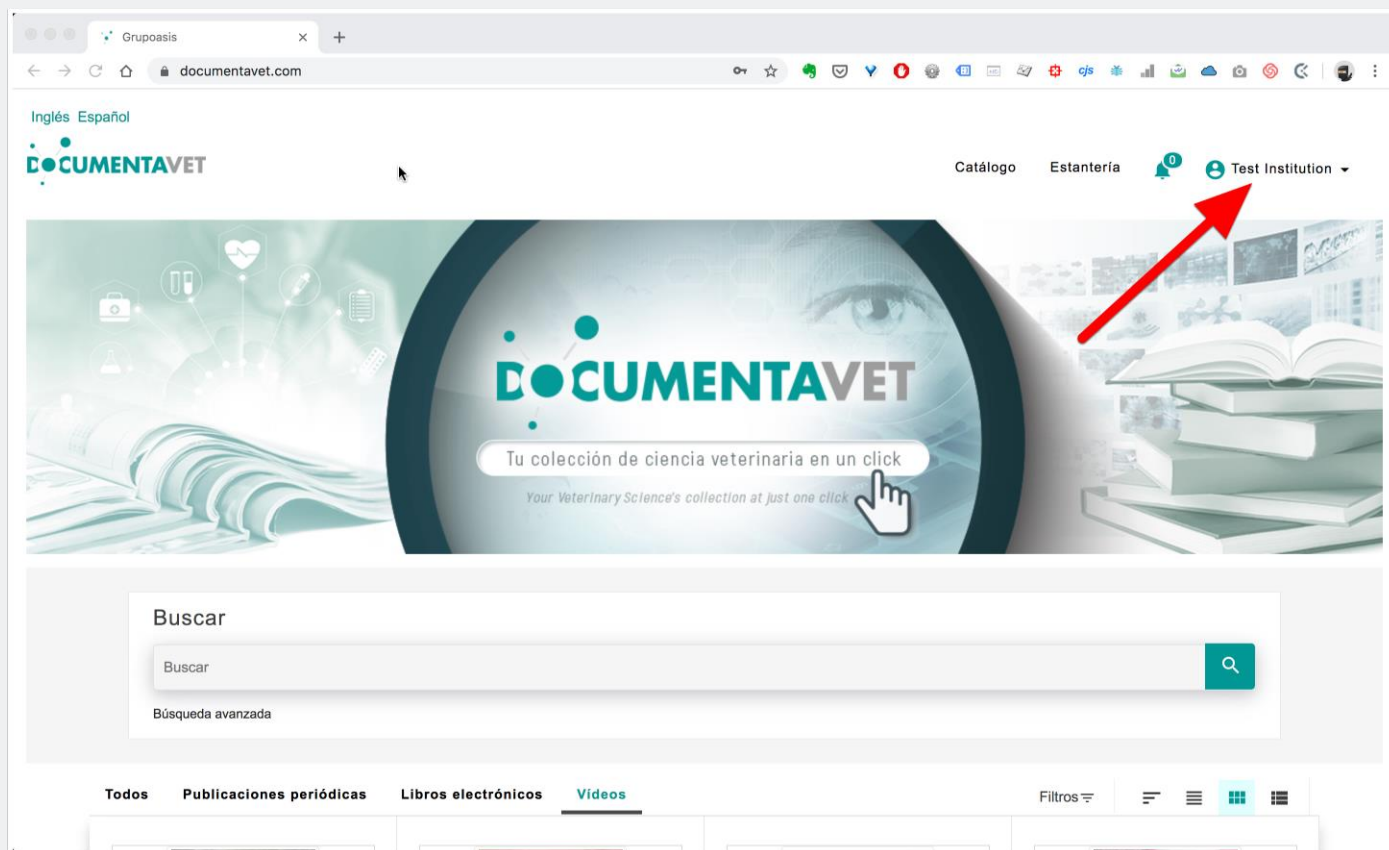 Grupoasis
documentavet.com
cjs
Inglés Español
DOCUMENTAVET
Catálogo Estantería 0 Test Institution
DOCUMENTAVET
Tu colección de ciencia veterinaria en un click
Your Veterinary Science's collection at just one click
Buscar
Buscar
Búsqueda avanzada
Todos Publicaciones periódicas Libros electrónicos Vídeos Filtros